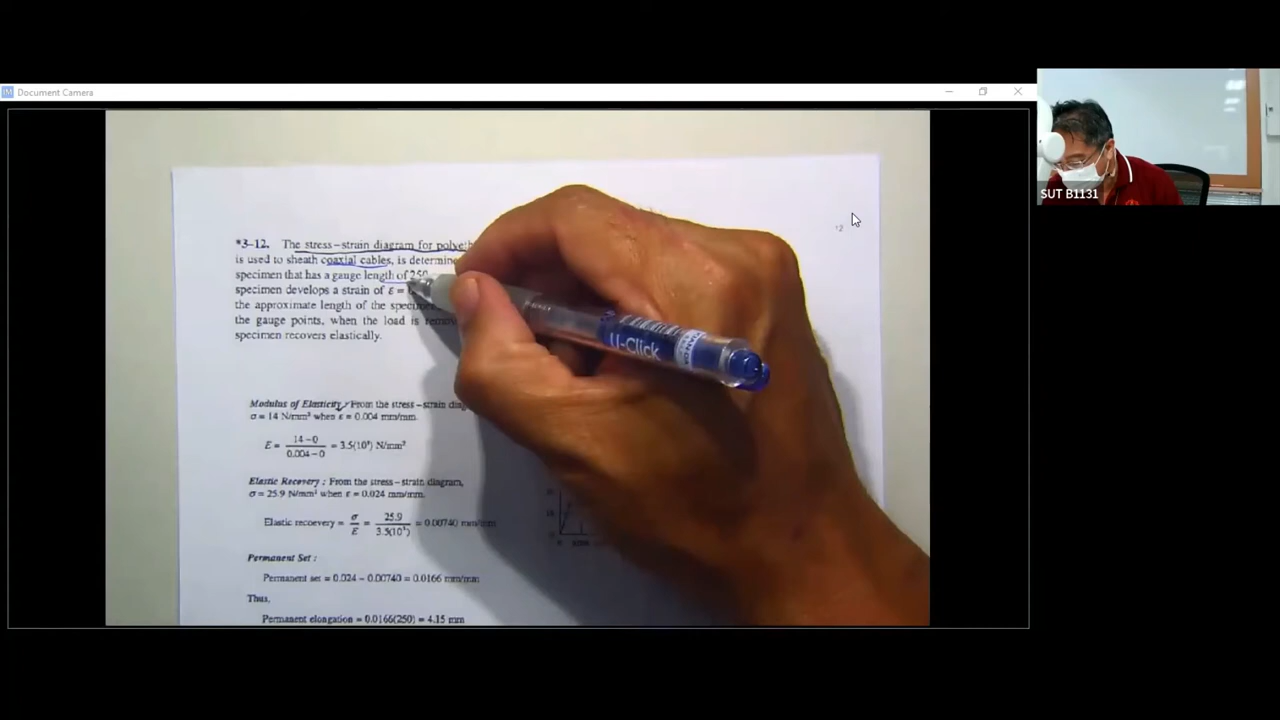 Document Camera
SUT B1131
*3–12. The stress–strain diagram for polyeth
is used to sheath coaxial cables, is determine
specimen that has a gauge length of 250
specimen develops a strain of ε =
the approximate length of the speci
the gauge points, when the load is remov
specimen recovers elastically.
Modulus of Elasticity : From the stress–strain diag
σ = 14 N/mm² when ε = 0.004 mm/mm.
E = 14 – 0 / 0.004 – 0 = 3.5(10³) N/mm²
Elastic Recovery : From the stress–strain diagram,
σ = 25.9 N/mm² when ε = 0.024 mm/mm.
Elastic recoevery = σ / E = 25.9 / 3.5(10³) = 0.00740 mm/mm
Permanent Set :
Permanent set = 0.024 – 0.00740 = 0.0166 mm/mm
Thus,
Permanent elongation = 0.0166(250) = 4.15 mm
U-Click